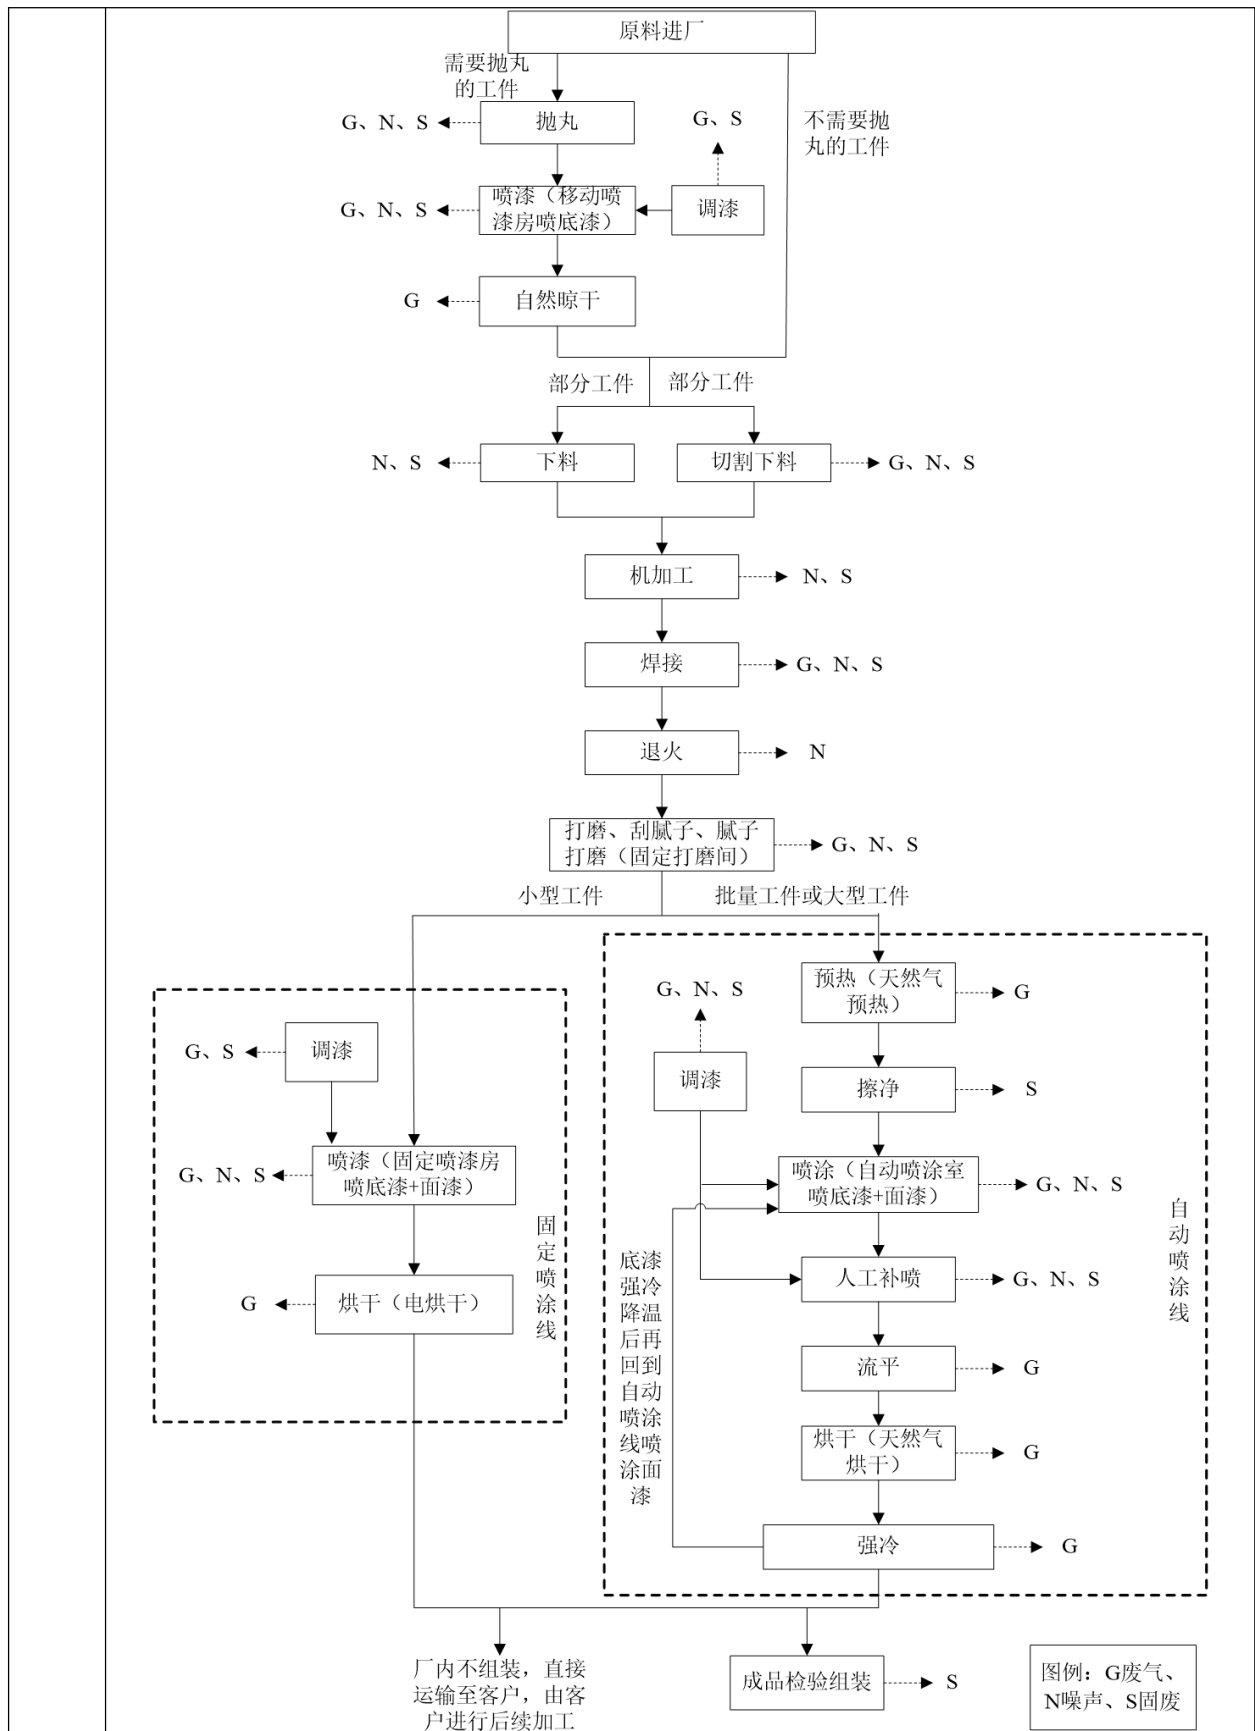 原料进厂
需要抛丸
的工件
G、N、S
抛丸
G、S
不需要抛
丸的工件
G、N、S
喷漆（移动喷
漆房喷底漆）
调漆
G
自然晾干
部分工件
部分工件
N、S
下料
切割下料
G、N、S
机加工
N、S
焊接
G、N、S
退火
N
打磨、刮腻子、腻子
打磨（固定打磨间）
G、N、S
小型工件
批量工件或大型工件
G、S
调漆
G、N、S
喷漆（固定喷漆房
喷底漆+面漆）
G
烘干（电烘干）
固
定
喷
涂
线
G、N、S
调漆
预热（天然气
预热）
G
擦净
S
喷涂（自动喷涂室
喷底漆+面漆）
G、N、S
人工补喷
G、N、S
流平
G
烘干（天然气
烘干）
G
强冷
G
底漆
强冷
降温
后再
回到
自动
喷涂
线喷
涂面
漆
自
动
喷
涂
线
厂内不组装，直接
运输至客户，由客
户进行后续加工
成品检验组装
S
图例：G废气、
N噪声、S固废